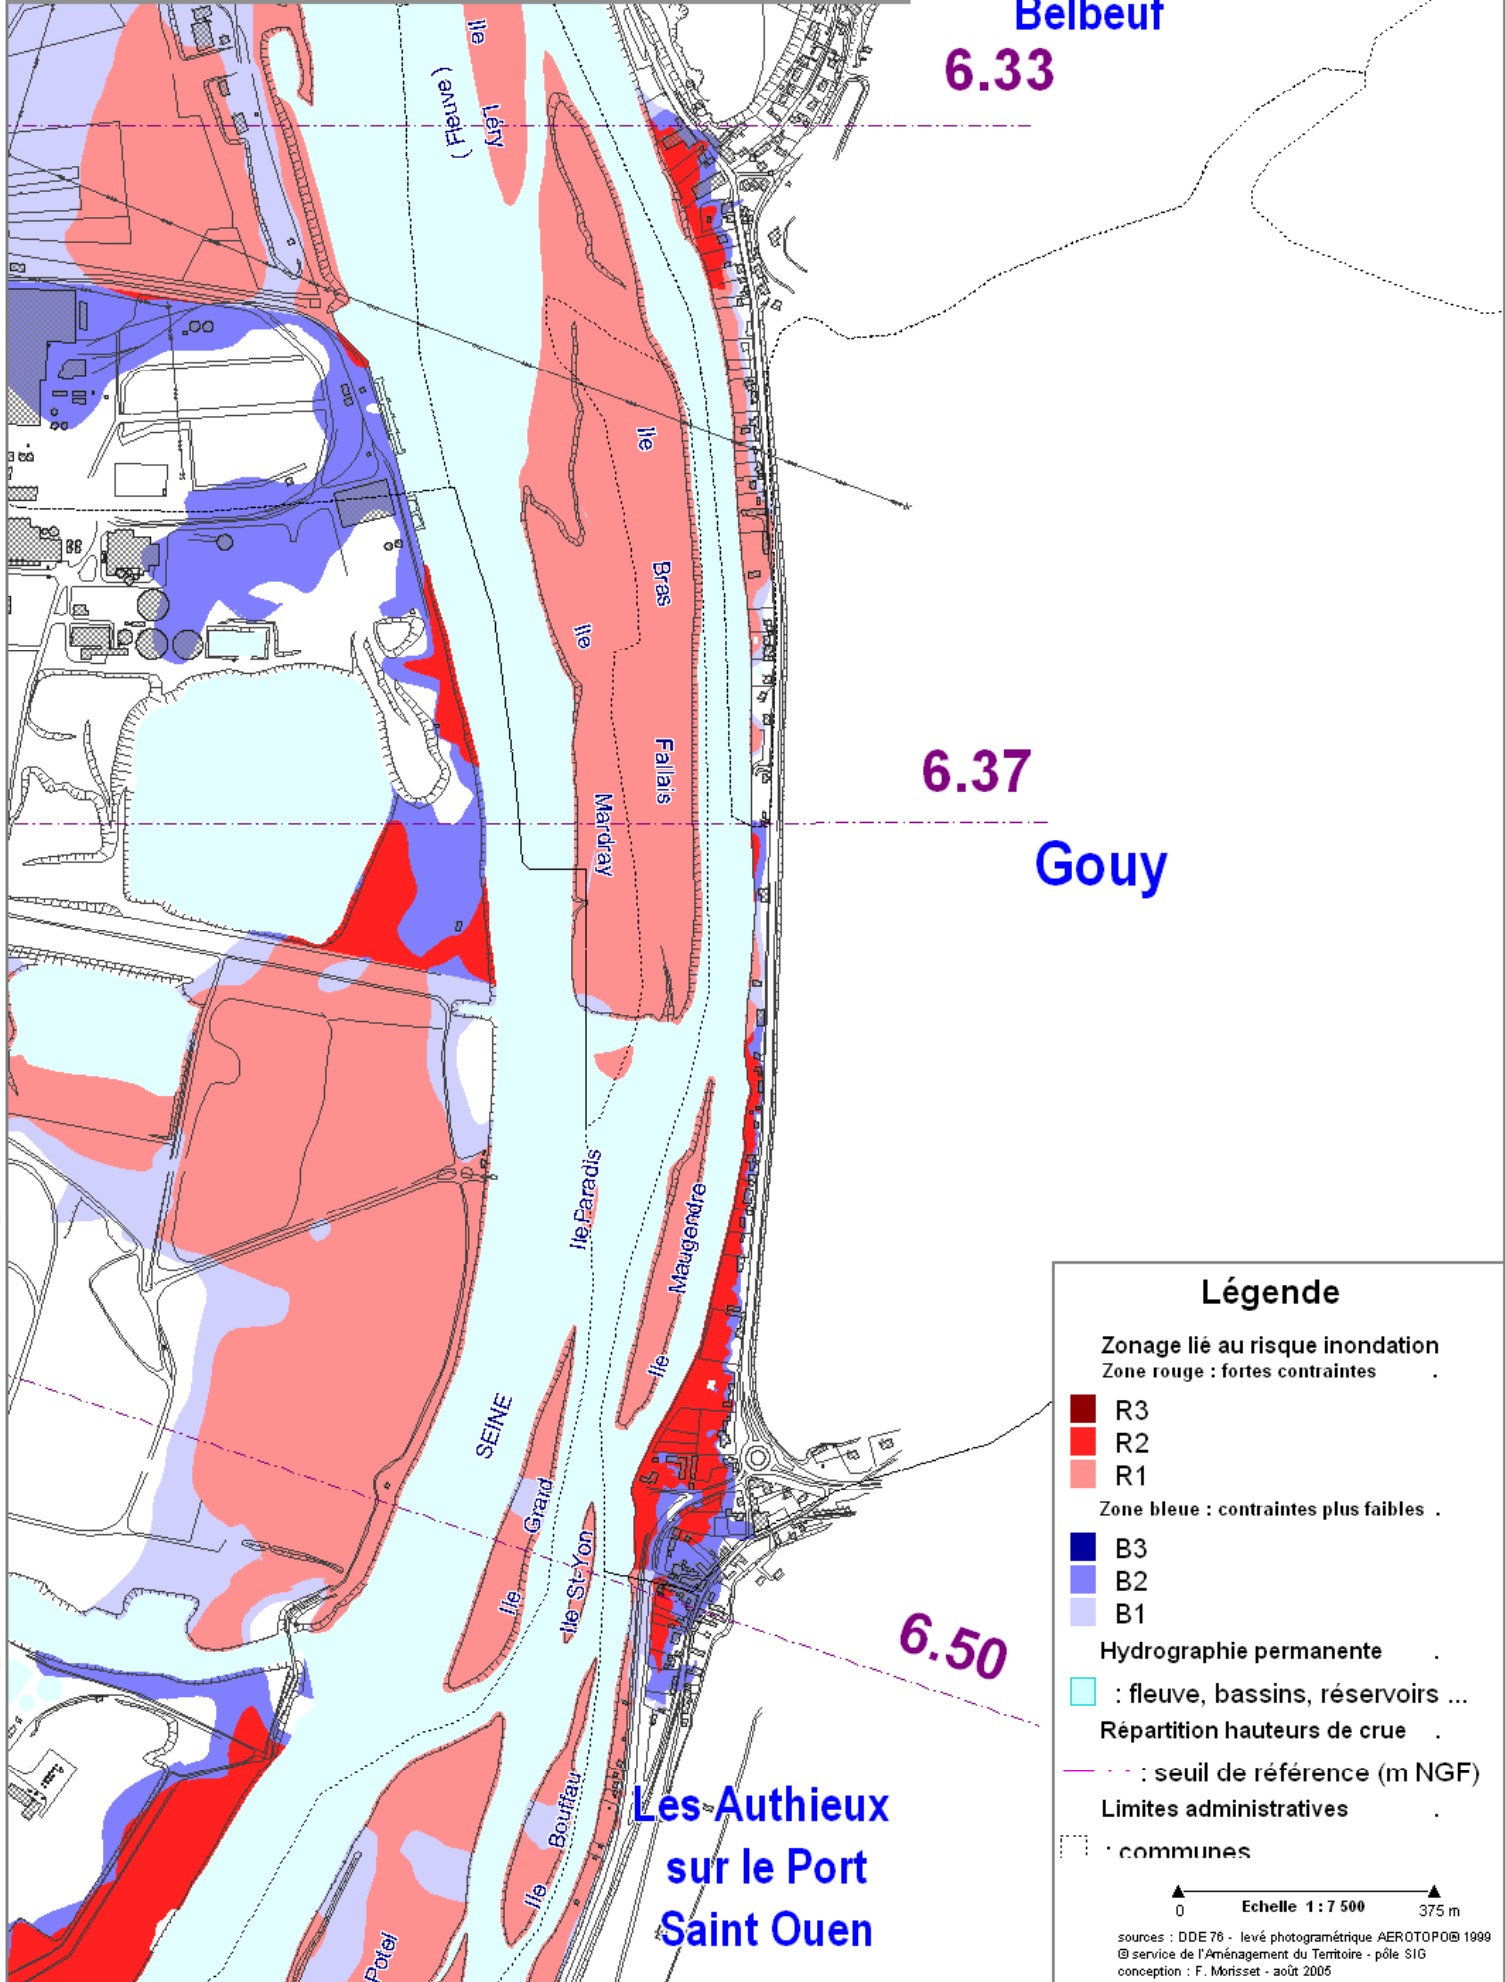 Belbeuf
6.33
Ile
Léry
( Fleuve )
Ile
Bras
Fallais
Ile
Mardray
6.37
Gouy
Ile Paradis
Ile Maugendre
SEINE
Ile Grard
Ile St-Yon
6.50
Ile Bouffau
Potel
Les Authieux
sur le Port
Saint Ouen
Légende
Zonage lié au risque inondation
Zone rouge : fortes contraintes .
R3
R2
R1
Zone bleue : contraintes plus faibles .
B3
B2
B1
Hydrographie permanente .
: fleuve, bassins, réservoirs ...
Répartition hauteurs de crue .
: seuil de référence (m NGF)
Limites administratives .
: communes
0 Echelle 1 : 7 500 375 m
sources : DDE 76 - levé photogramétrique AEROTOPO® 1999
© service de l'Aménagement du Territoire - pôle SIG
conception : F. Morisset - août 2005